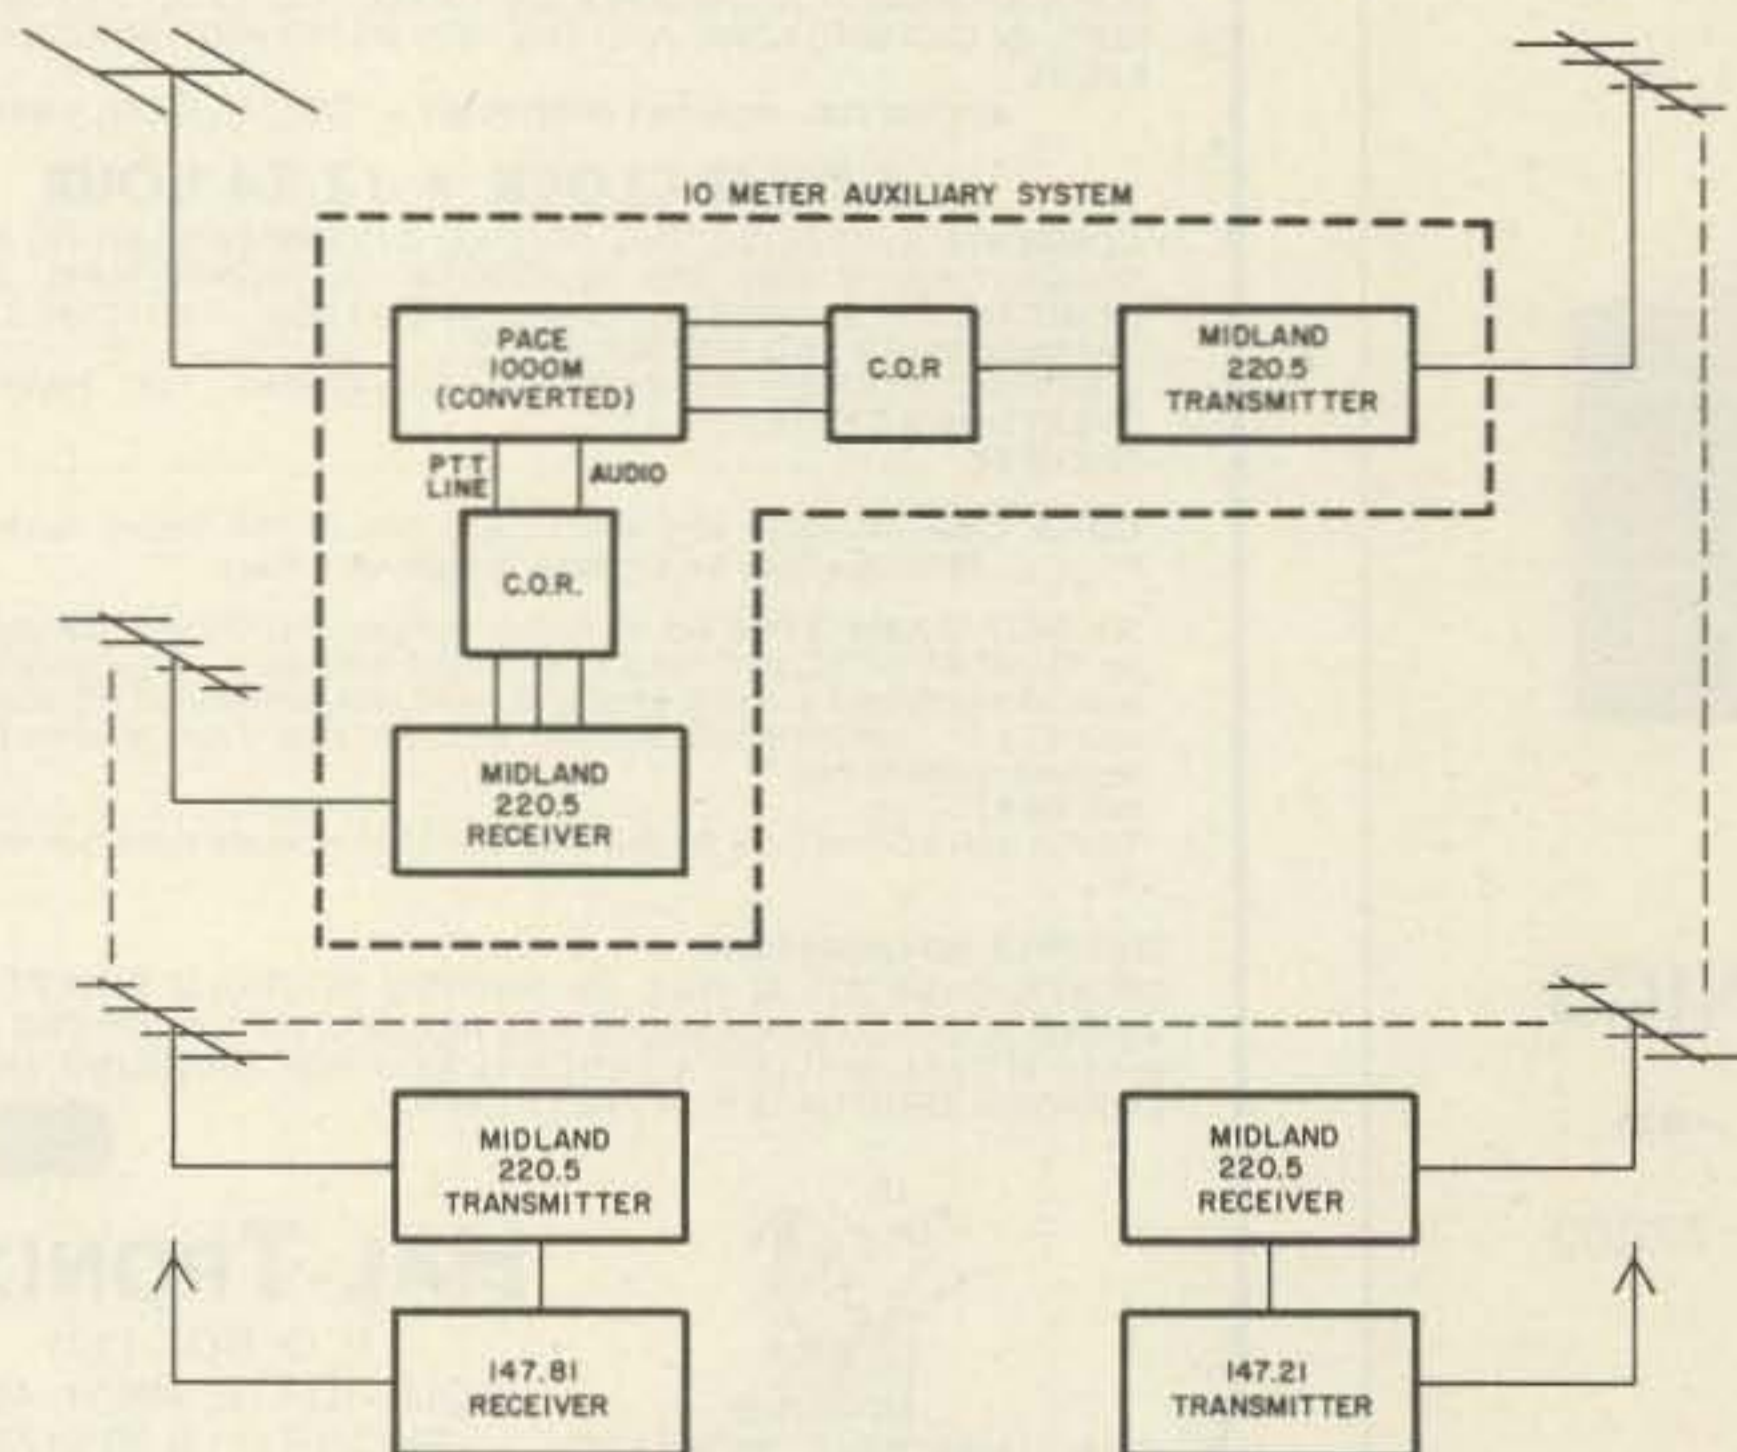 10 METER AUXILIARY SYSTEM
PACE
1000M
(CONVERTED)
C.O.R
MIDLAND
220.5
TRANSMITTER
PTT
LINE
AUDIO
C.O.R.
MIDLAND
220.5
RECEIVER
MIDLAND
220.5
TRANSMITTER
MIDLAND
220.5
RECEIVER
147.81
RECEIVER
147.21
TRANSMITTER